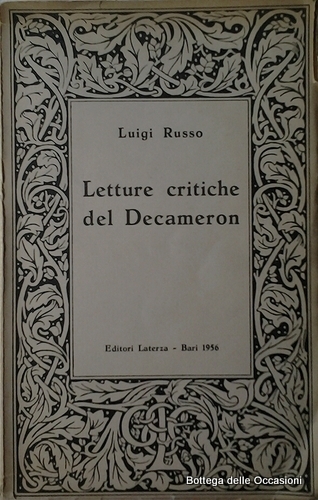 Luigi Russo
Letture critiche
del Decameron
Editori Laterza - Bari 1956
Bottega delle Occasioni